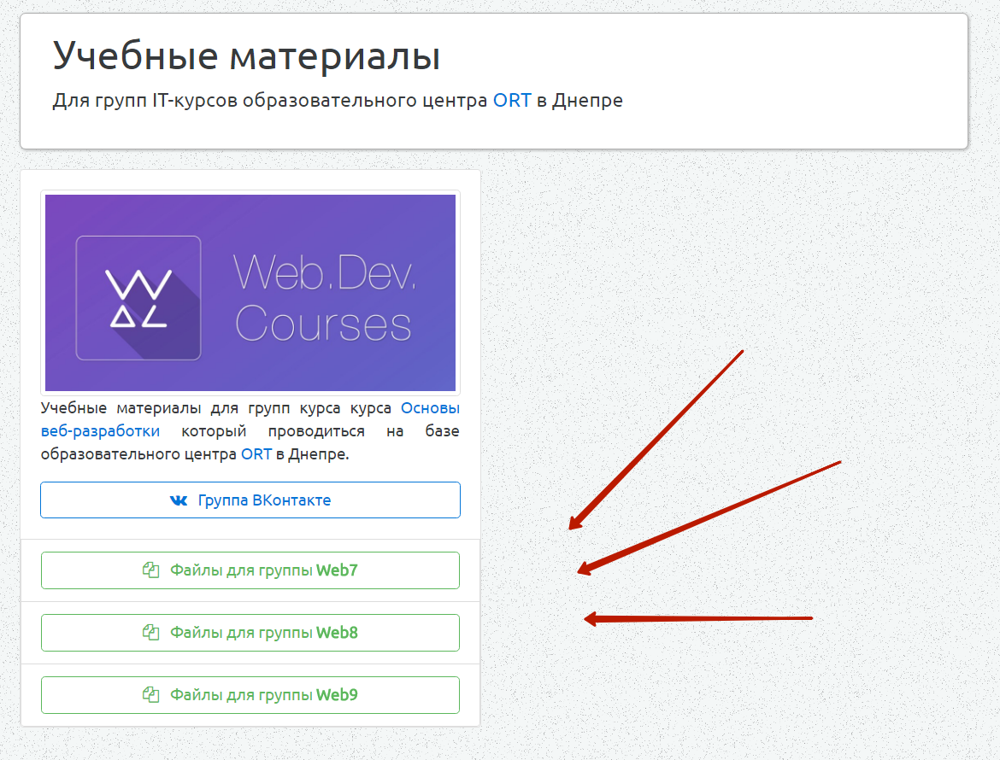 Учебные материалы
Для групп IT-курсов образовательного центра ORT в Днепре
Web.Dev.
Courses
Учебные материалы для групп курса курса Основы
веб-разработки который проводиться на базе
образовательного центра ORT в Днепре.
Группа ВКонтакте
Файлы для группы Web7
Файлы для группы Web8
Файлы для группы Web9